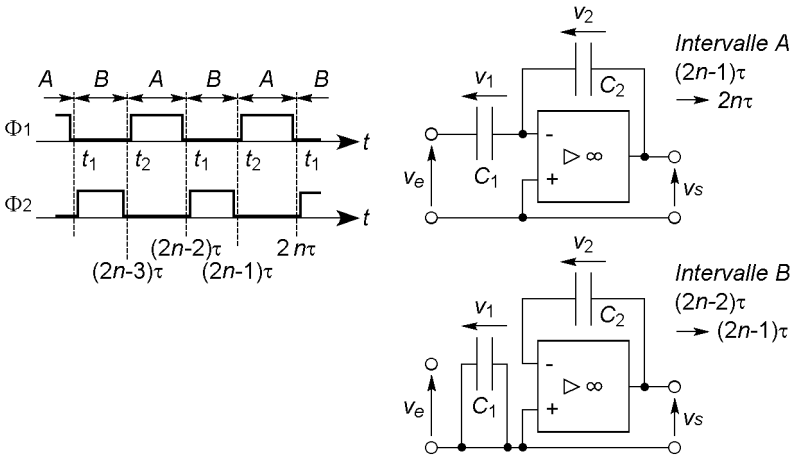 A B A B A B
Φ1
t
t1 t2 t1 t2 t1
Φ2
t
(2n-2)τ 2nτ
(2n-3)τ (2n-1)τ
v2
C2
v1
C1
-
▷ ∞
+
ve
vs
Intervalle A
(2n-1)τ
→ 2nτ
v2
C2
v1
C1
-
▷ ∞
+
ve
vs
Intervalle B
(2n-2)τ
→ (2n-1)τ